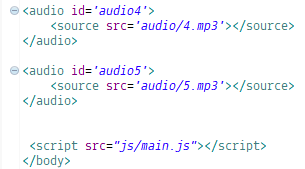 <audio id='audio4'>
<source src='audio/4.mp3'></source>
</audio>
<audio id='audio5'>
<source src='audio/5.mp3'></source>
</audio>
<script src="js/main.js"></script>
</body>